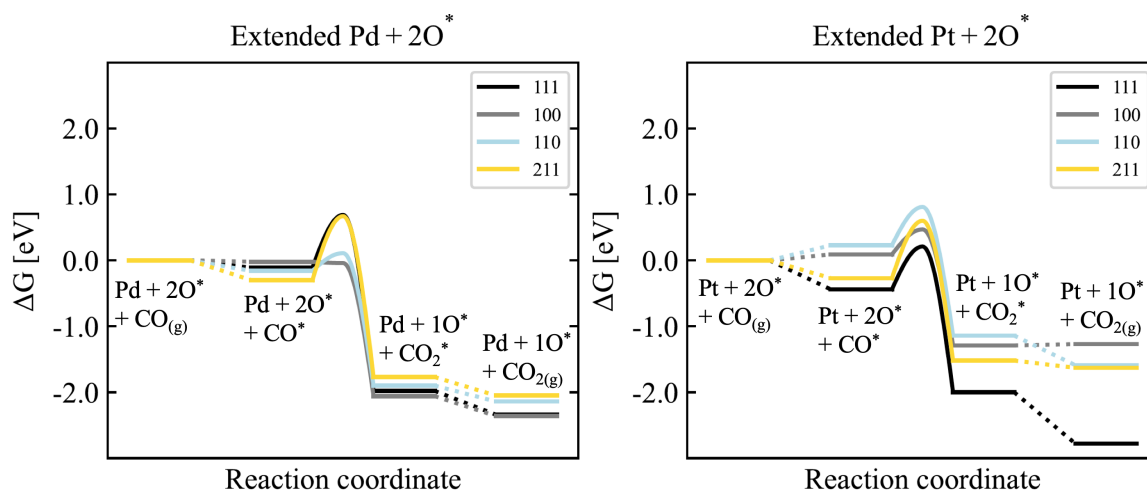 Extended Pd + 2O*
ΔG [eV]
2.0
1.0
0.0
-1.0
-2.0
111
100
110
211
Pd + 2O*
+ CO(g)
Pd + 2O*
+ CO*
Pd + 1O*
+ CO2*
Pd + 1O*
+ CO2(g)
Reaction coordinate
Extended Pt + 2O*
ΔG [eV]
2.0
1.0
0.0
-1.0
-2.0
111
100
110
211
Pt + 2O*
+ CO(g)
Pt + 2O*
+ CO*
Pt + 1O*
+ CO2*
Pt + 1O*
+ CO2(g)
Reaction coordinate